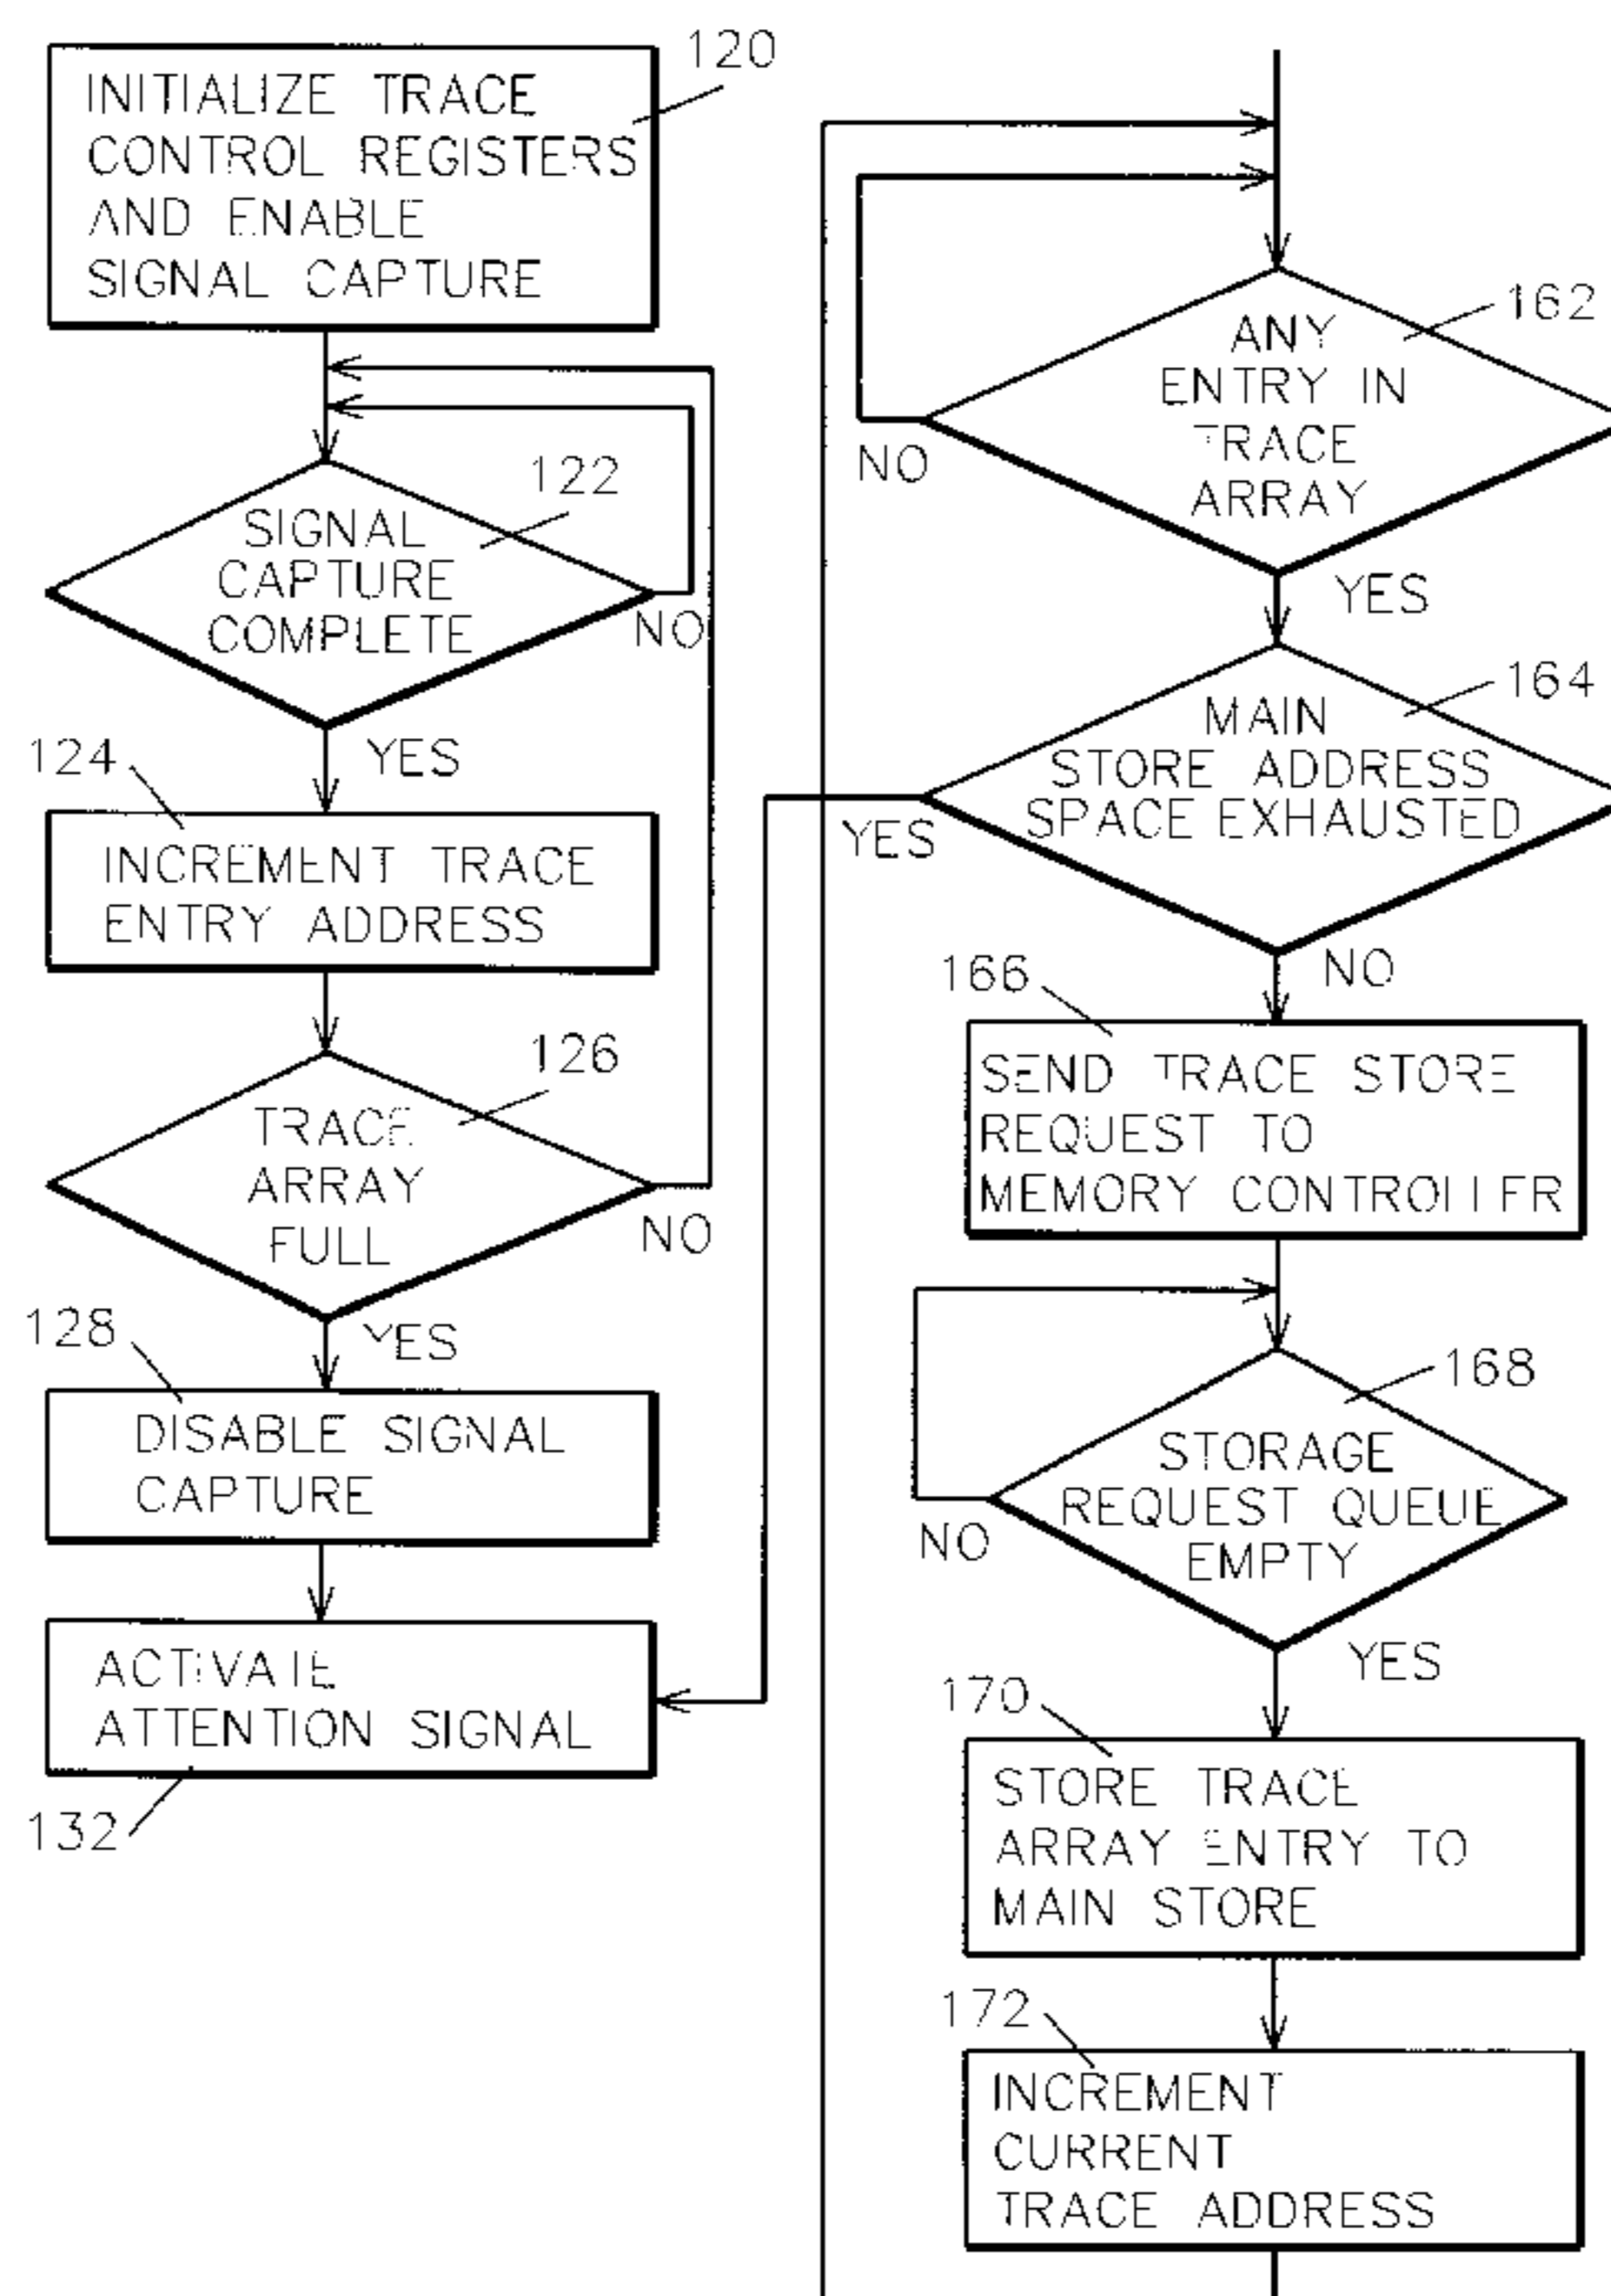 120
INITIALIZE TRACE
CONTROL REGISTERS
AND ENABLE
SIGNAL CAPTURE
122
SIGNAL
CAPTURE
COMPLETE
NO
YES
124
INCREMENT TRACE
ENTRY ADDRESS
126
TRACE
ARRAY
FULL
NO
YES
128
DISABLE SIGNAL
CAPTURE
ACTIVATE
ATTENTION SIGNAL
132
162
ANY
ENTRY IN
TRACE
ARRAY
NO
YES
164
MAIN
STORE ADDRESS
SPACE EXHAUSTED
YES
NO
166
SEND TRACE STORE
REQUEST TO
MEMORY CONTROLLER
168
STORAGE
REQUEST QUEUE
EMPTY
NO
YES
170
STORE TRACE
ARRAY ENTRY TO
MAIN STORE
172
INCREMENT
CURRENT
TRACE ADDRESS